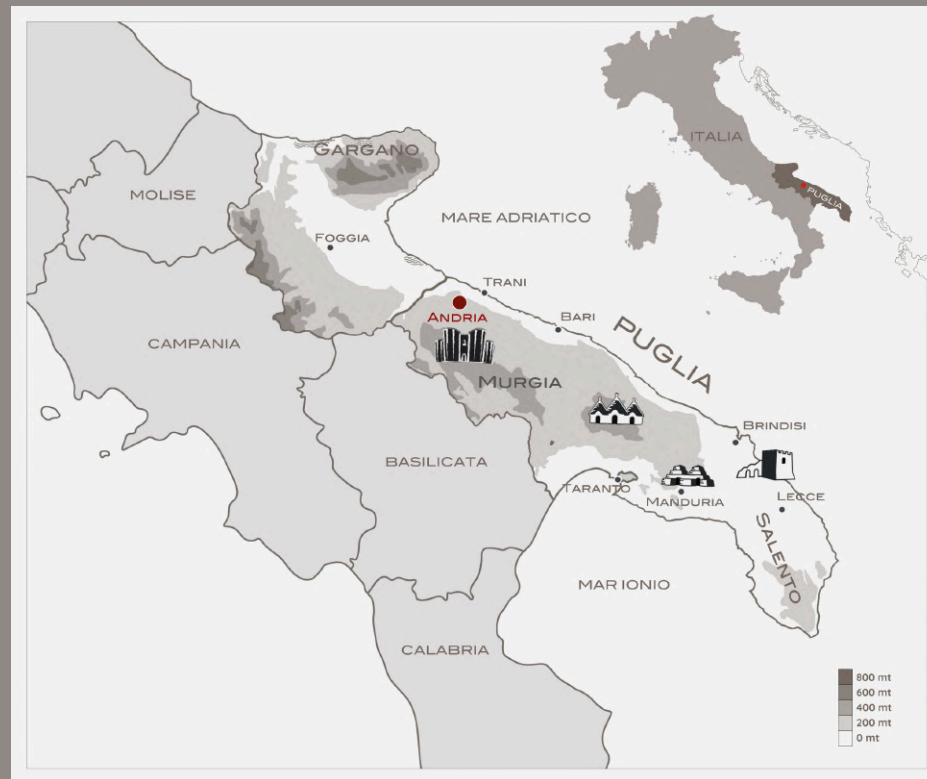 ITALIA
PUGLIA
GARGANO
MOLISE
MARE ADRIATICO
FOGGIA
TRANI
ANDRIA
BARI
PUGLIA
CAMPANIA
MURGIA
BRINDISI
BASILICATA
TARANTO
MANDURIA
LECCE
SALENTO
MAR IONIO
CALABRIA
800 mt
600 mt
400 mt
200 mt
0 mt